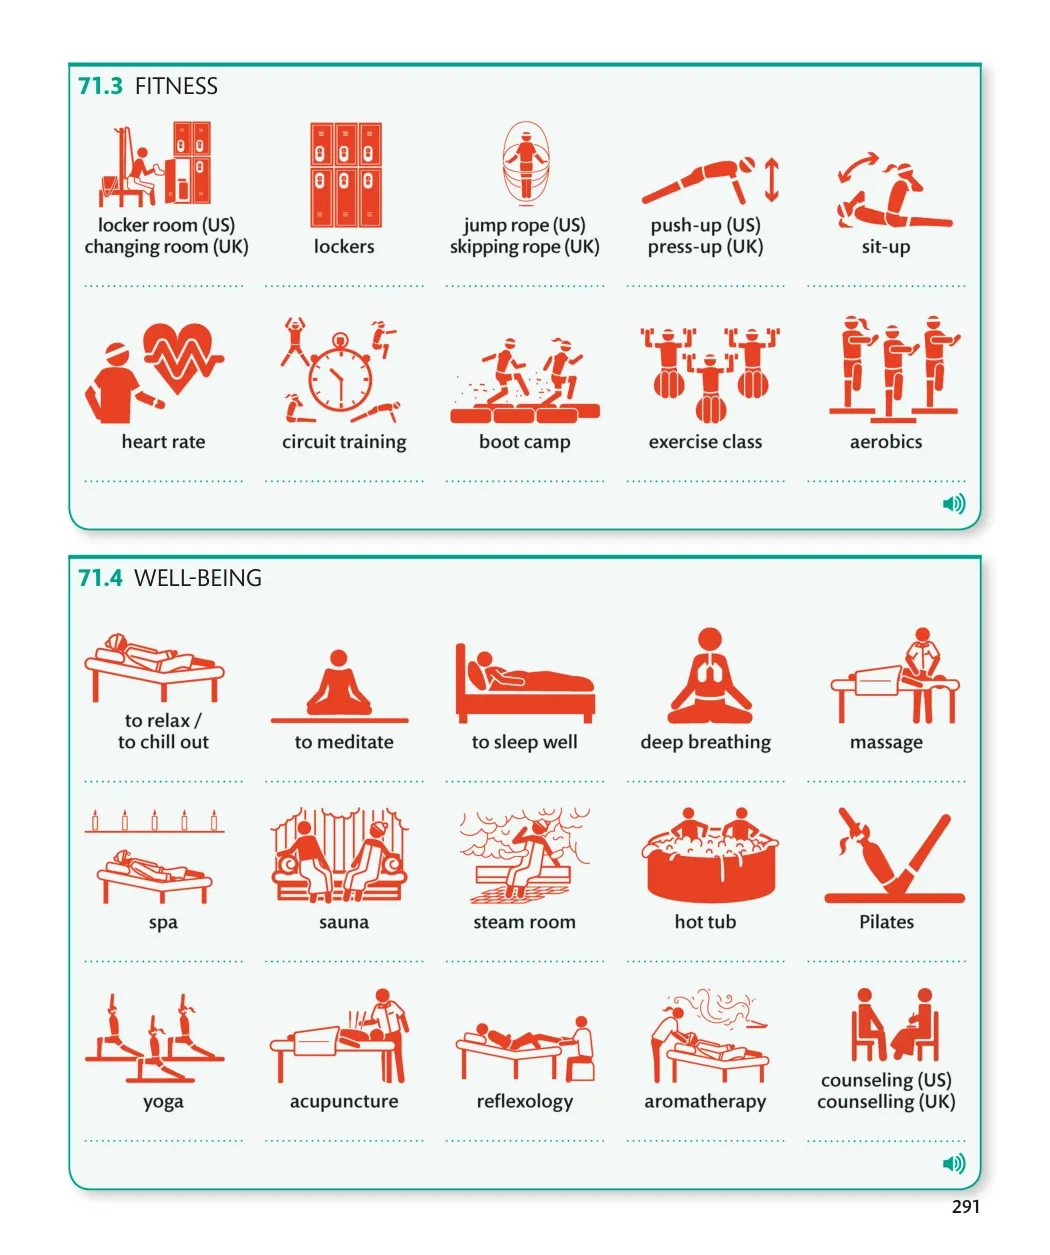 71.3 FITNESS
locker room (US)
changing room (UK)
lockers
jump rope (US)
skipping rope (UK)
push-up (US)
press-up (UK)
sit-up
heart rate
circuit training
boot camp
exercise class
aerobics
71.4 WELL-BEING
to relax /
to chill out
to meditate
to sleep well
deep breathing
massage
spa
sauna
steam room
hot tub
Pilates
yoga
acupuncture
reflexology
aromatherapy
counseling (US)
counselling (UK)
291